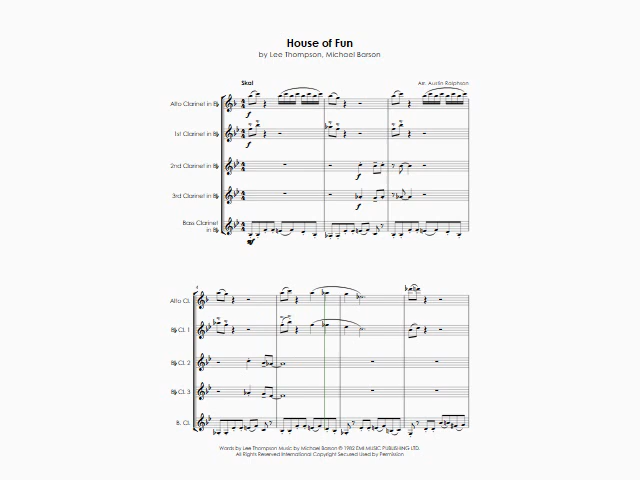 House of Fun
by Lee Thompson, Michael Barson
Ska!
Arr. Austin Ralphson
Alto Clarinet in E♭
1st Clarinet in B♭
2nd Clarinet in B♭
3rd Clarinet in B♭
Bass Clarinet
in B♭
4
Alto Cl.
B♭ Cl. 1
B♭ Cl. 2
B♭ Cl. 3
B. Cl.
Words by Lee Thompson Music by Michael Barson © 1982 EMI MUSIC PUBLISHING LTD.
All Rights Reserved International Copyright Secured Used by Permission